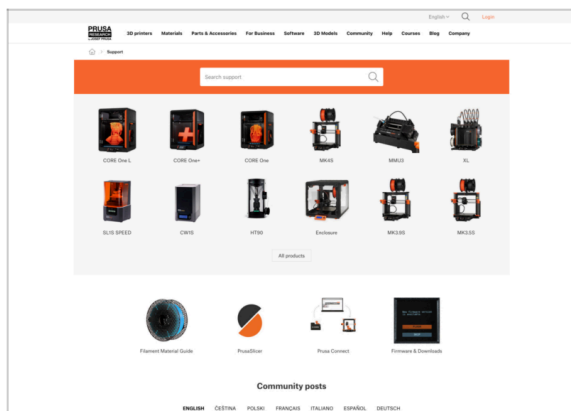 English
Login
PRUSA
RESEARCH
by JOSEF PRUSA
3D printers Materials Parts & Accessories For Business Software 3D Models Community Help Courses Blog Company
Support
Search support
CORE One L CORE One+ CORE One MK4S MMU3 XL
SL1S SPEED CW1S HT90 Enclosure MK3.9S MK3.5S
All products
Filament Material Guide PrusaSlicer Prusa Connect Firmware & Downloads
Community posts
ENGLISH ČEŠTINA POLSKI FRANÇAIS ITALIANO ESPAÑOL DEUTSCH